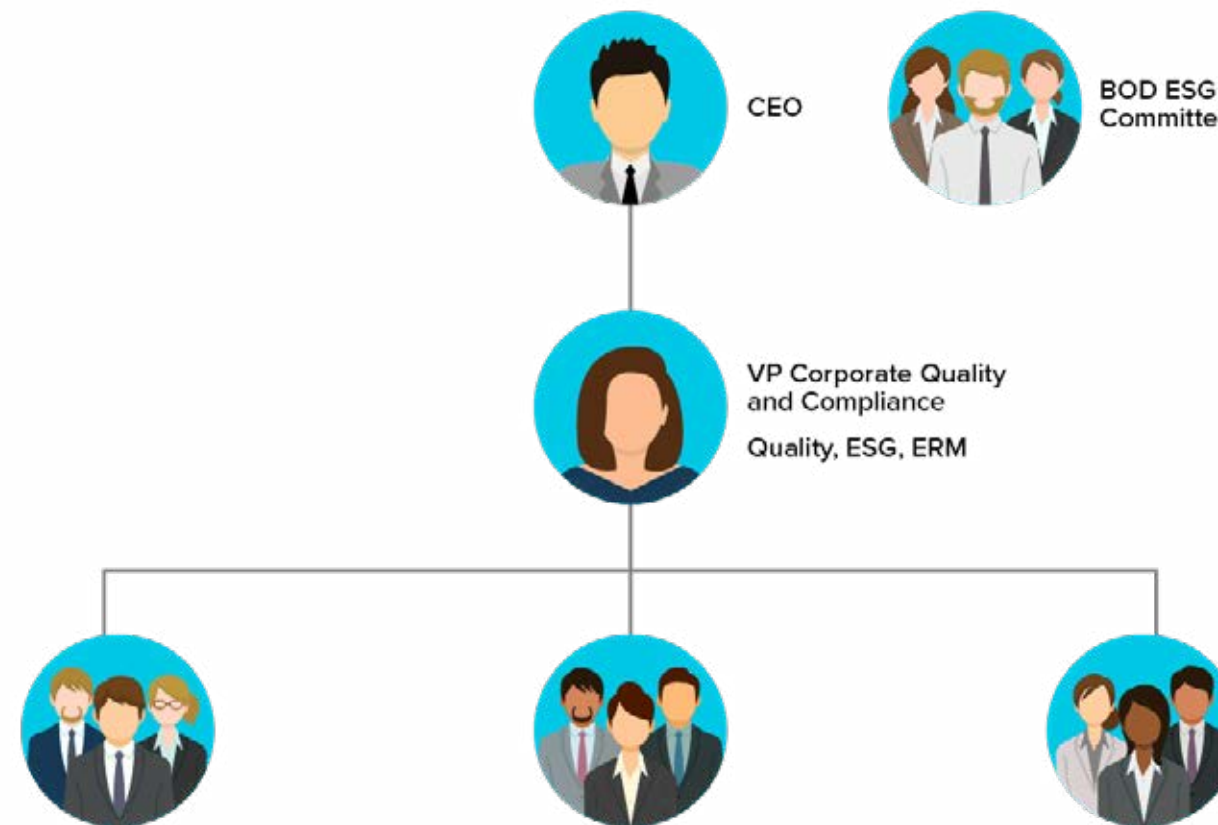 CEO
BOD ESG
Committe
VP Corporate Quality
and Compliance
Quality, ESG, ERM